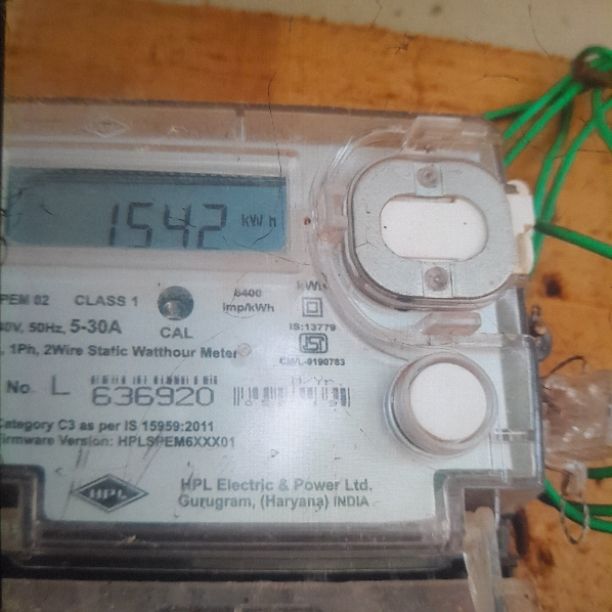 1542 kWh
PEM 02 CLASS 1
6400
imp/kWh
kWh
40V, 50Hz, 5-30A
CAL
IS:13779
, 1Ph, 2Wire Static Watthour Meter
CM/L-0190783
No L 636920
Category C3 as per IS 15959:2011
Firmware Version: HPLSPEM6XXX01
HPL
HPL Electric & Power Ltd.
Gurugram, (Haryana) INDIA